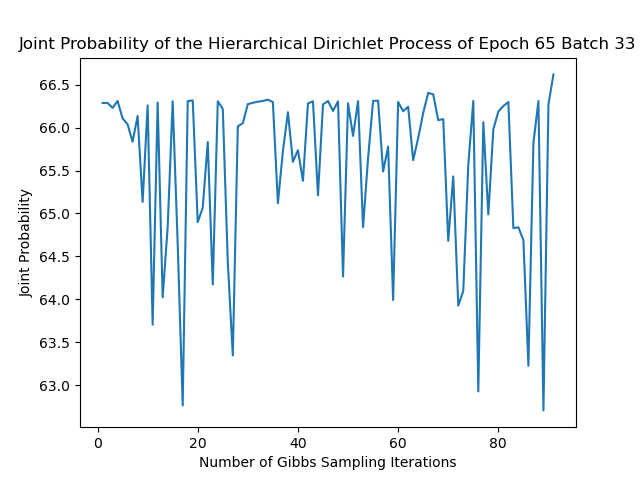 Joint Probability of the Hierarchical Dirichlet Process of Epoch 65 Batch 33
66.5
66.0
65.5
65.0
64.5
64.0
63.5
63.0
Joint Probability
0 20 40 60 80
Number of Gibbs Sampling Iterations